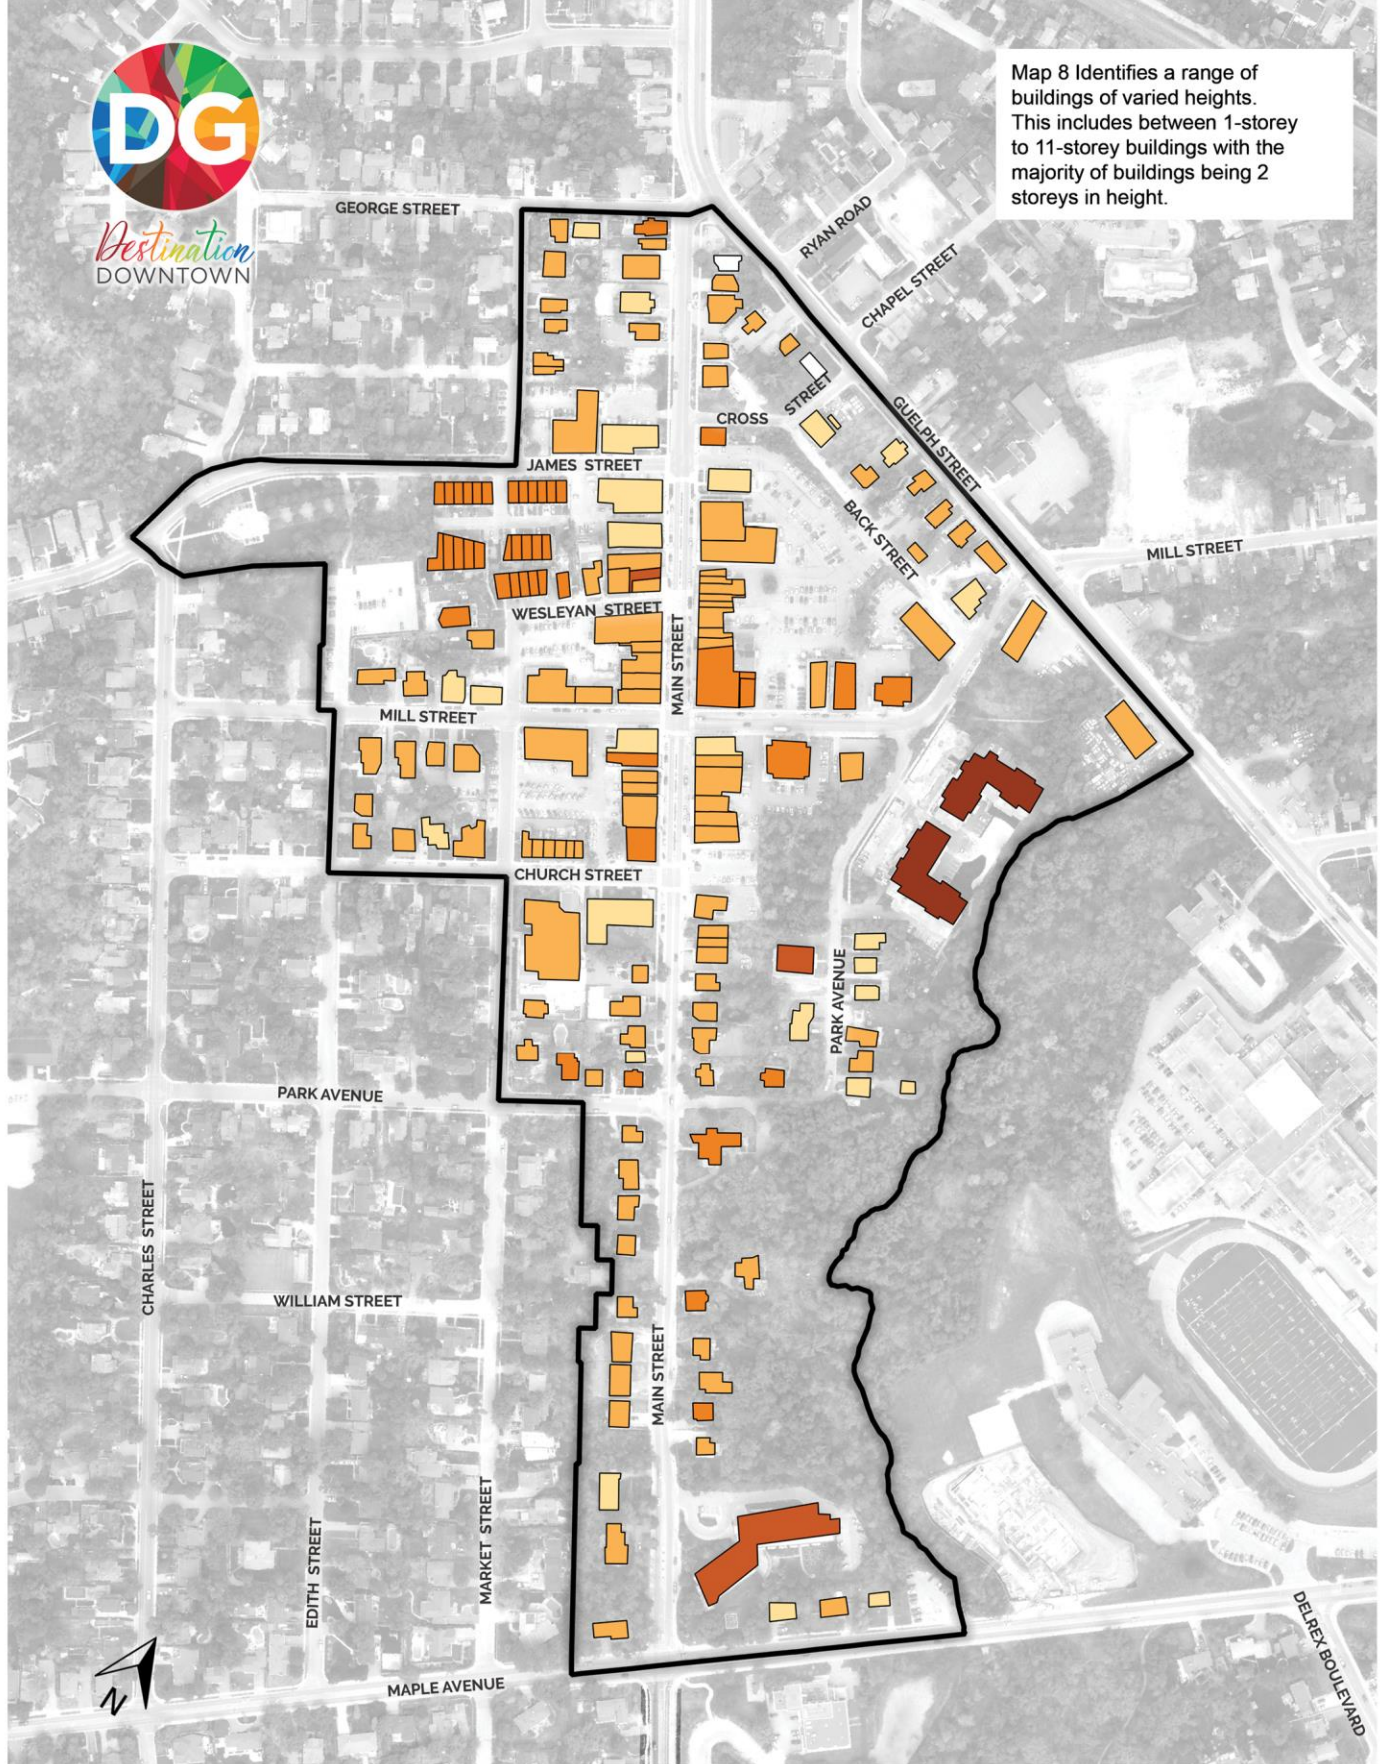 Map 8 Identifies a range of
buildings of varied heights.
This includes between 1-storey
to 11-storey buildings with the
majority of buildings being 2
storeys in height.
DG
Destination
DOWNTOWN
GEORGE STREET
RYAN ROAD
CHAPEL STREET
CROSS STREET
GUELPH STREET
JAMES STREET
BACK STREET
MILL STREET
WESLEYAN STREET
MAIN STREET
MILL STREET
CHURCH STREET
PARK AVENUE
PARK AVENUE
CHARLES STREET
WILLIAM STREET
MAIN STREET
MARKET STREET
EDITH STREET
DELREX BOULEVARD
MAPLE AVENUE
N